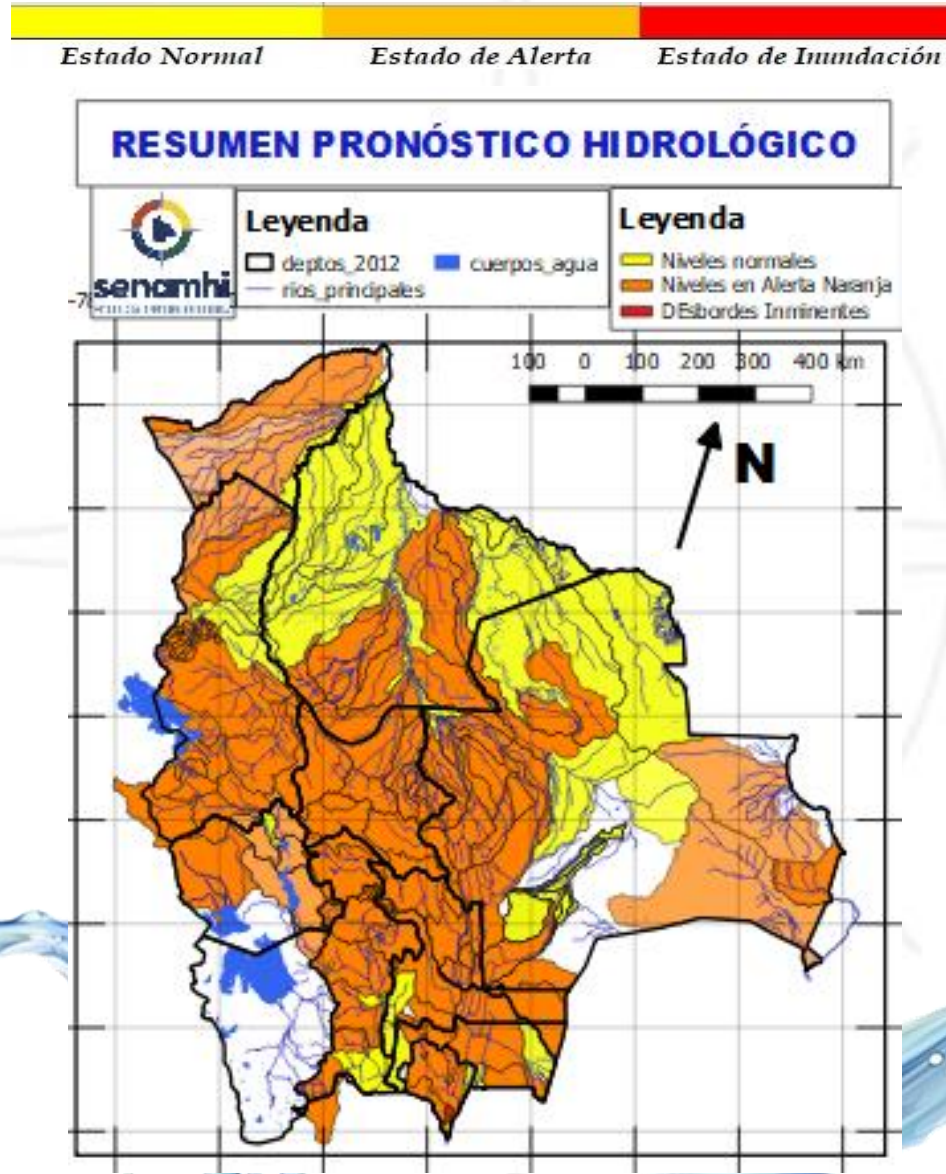 Estado Normal
Estado de Alerta
Estado de Inundación
RESUMEN PRONÓSTICO HIDROLÓGICO
senamhi
Leyenda
deptos_2012
cuerpos_agua
rios_principales
Leyenda
Niveles normales
Niveles en Alerta Naranja
DEsbordes Inminentes
-7
100 0 100 200 300 400 km
N